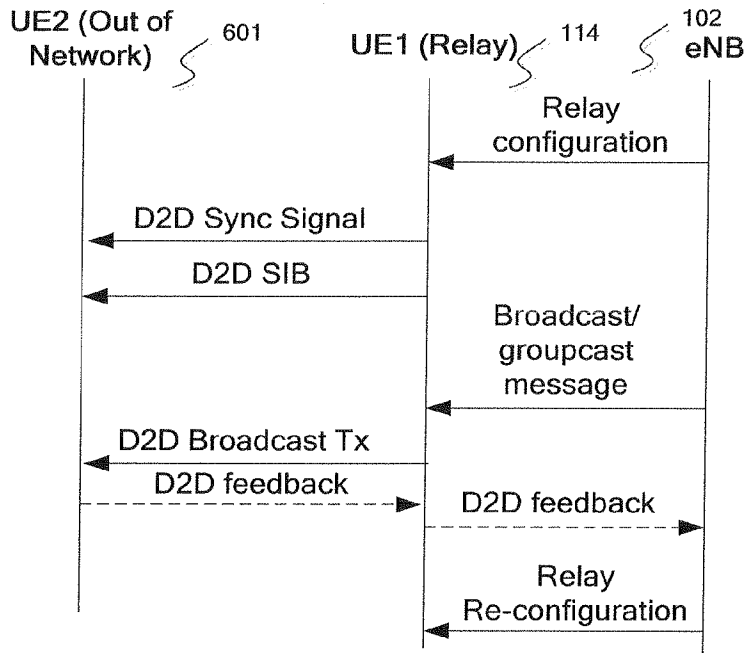 UE2 (Out of
Network)
601
UE1 (Relay)
114
102
eNB
Relay
configuration
D2D Sync Signal
D2D SIB
Broadcast/
groupcast
message
D2D Broadcast Tx
D2D feedback
D2D feedback
Relay
Re-configuration